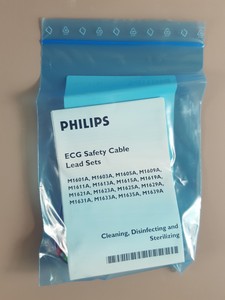 PHILIPS
ECG Safety Cable
Lead Sets
M1601A, M1603A, M1605A, M1609A,
M1611A, M1613A, M1615A, M1619A,
M1621A, M1623A, M1625A, M1629A,
M1631A, M1633A, M1635A, M1639A
Cleaning, Disinfecting and
Sterilizing